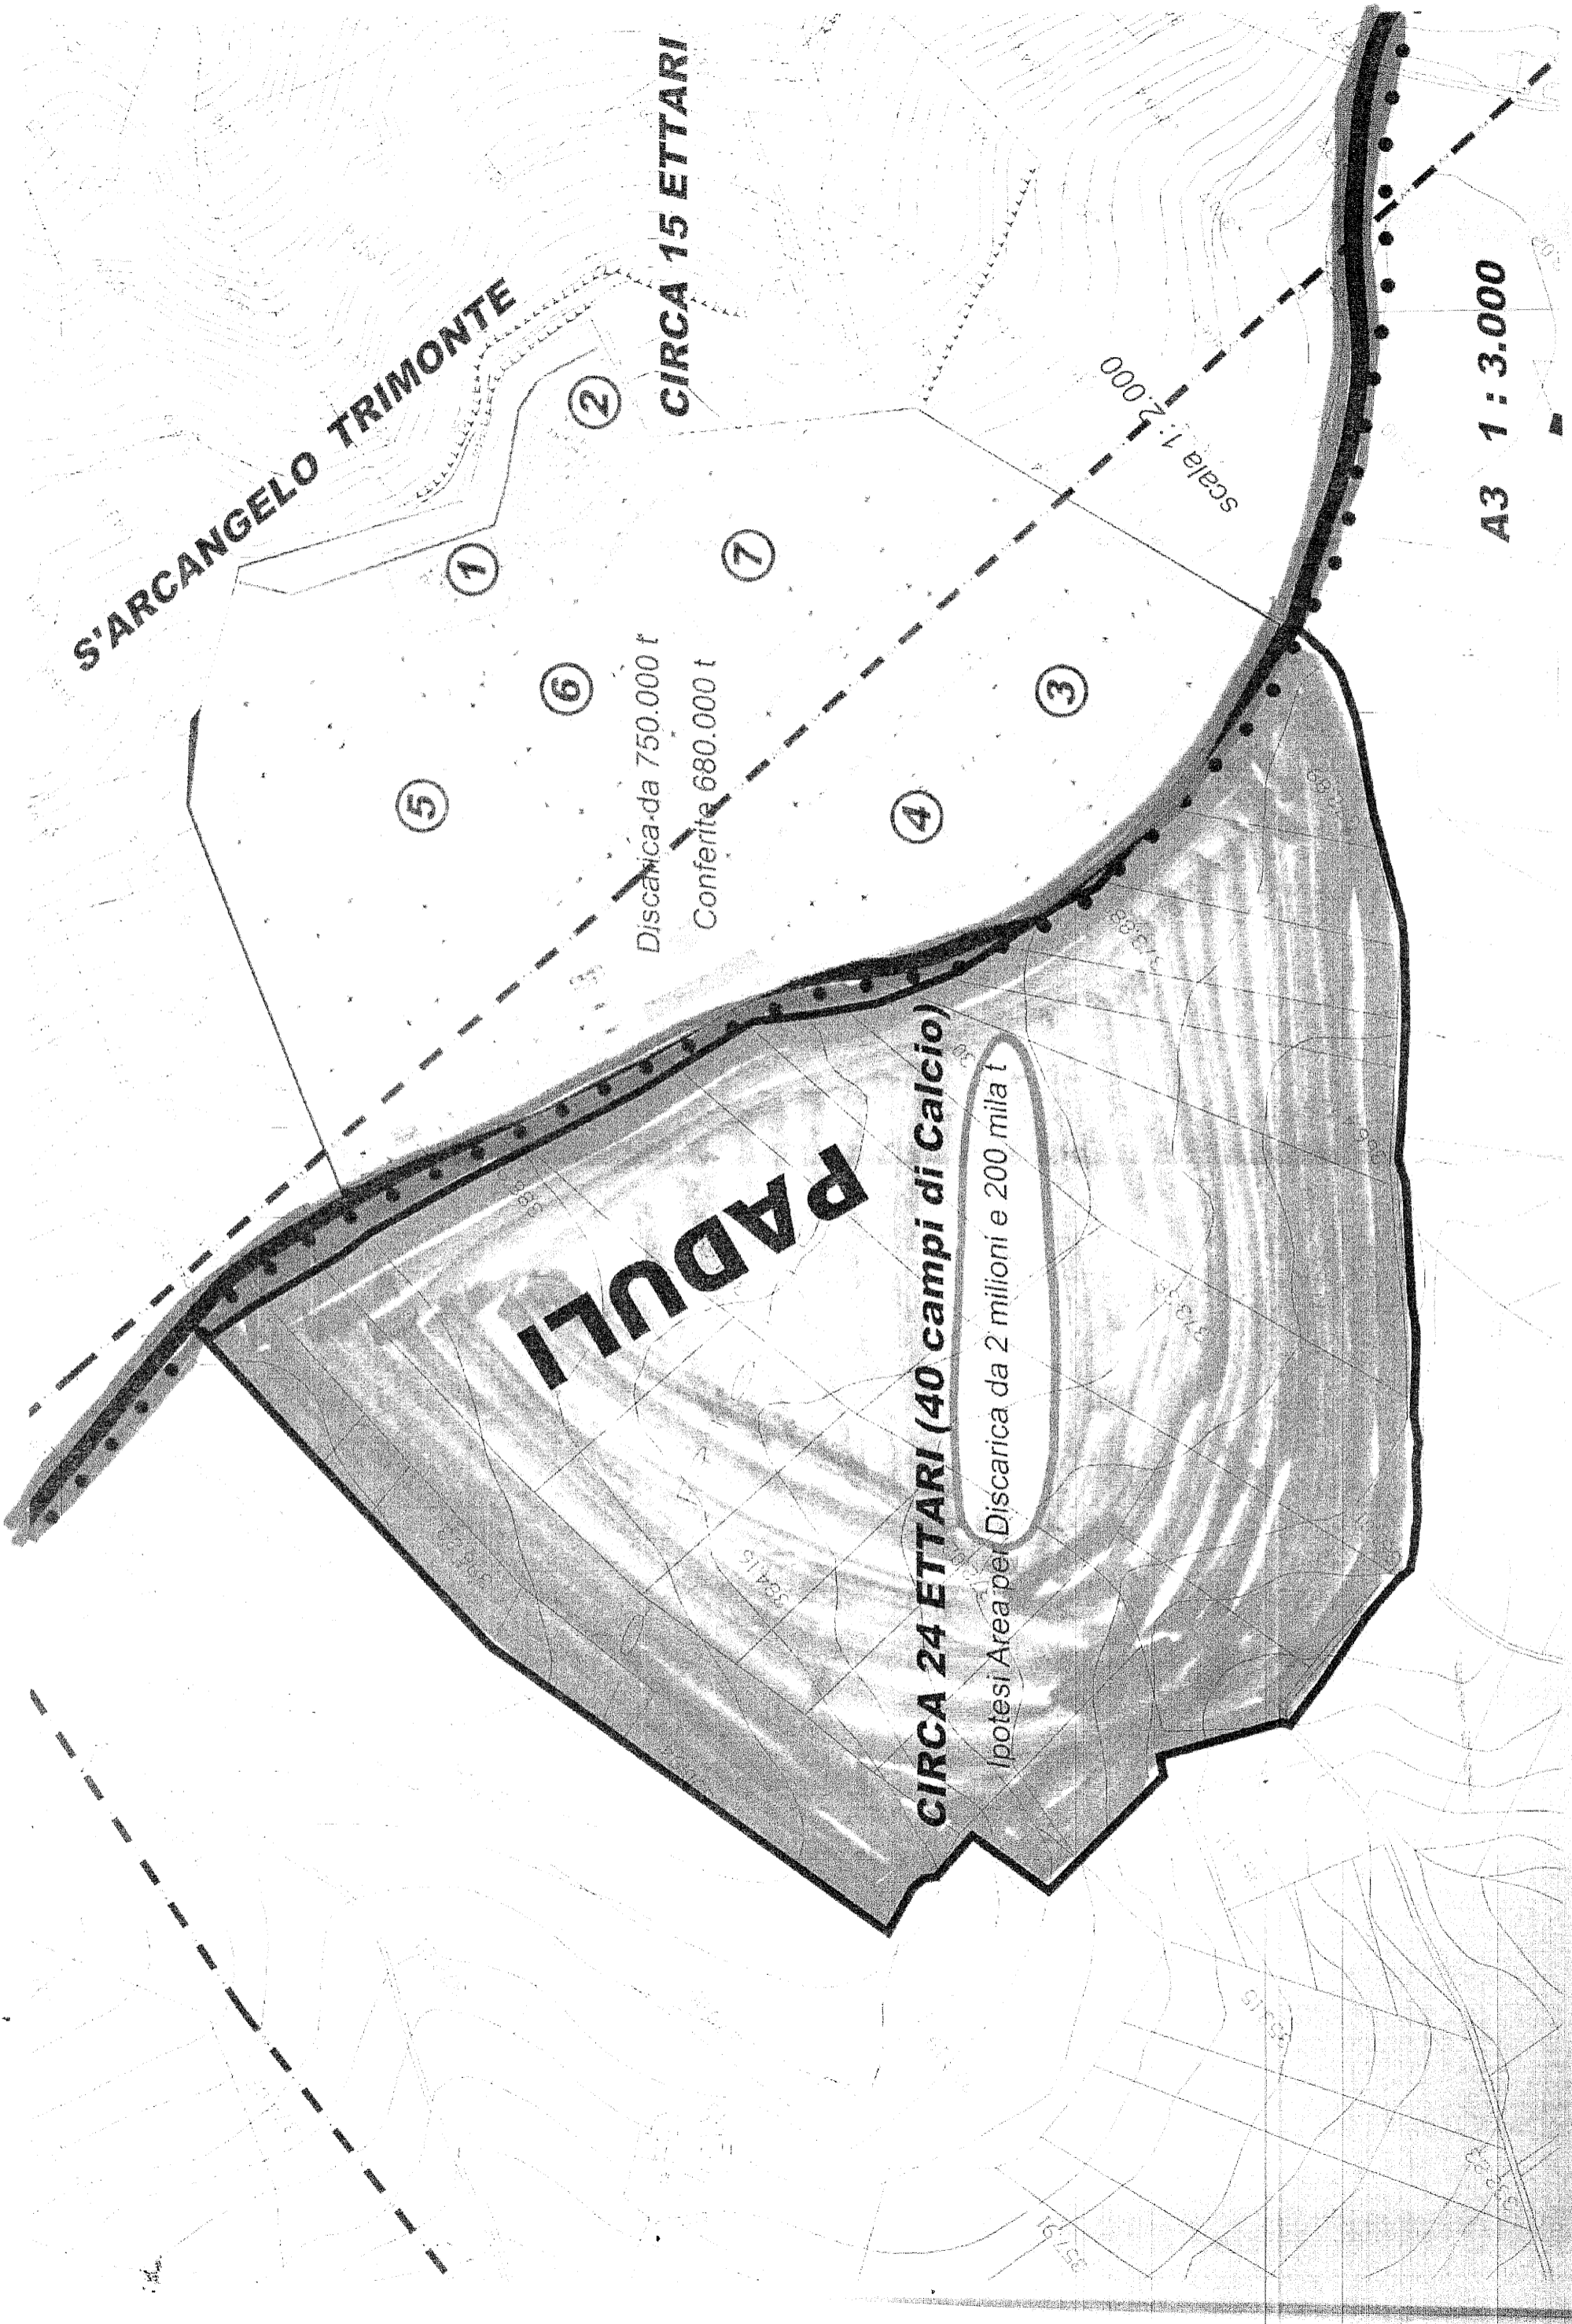 S'ARCANGELO TRIMONTE
CIRCA 15 ETTARI
2
1
7
6
5
3
4
Discarica da 750.000 t
Conferite 680.000 t
scala 1: 2.000
A3 1 : 3.000
PADULI
CIRCA 24 ETTARI (40 campi di Calcio)
Ipotesi Area per Discarica da 2 milioni e 200 mila t